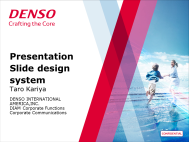 DENSO
Crafting the Core
Presentation
Slide design
system
Taro Kariya
DENSO INTERNATIONAL
AMERICA,INC.
DIAM Corporate Functions
Corporate Communications
CONFIDENTIAL